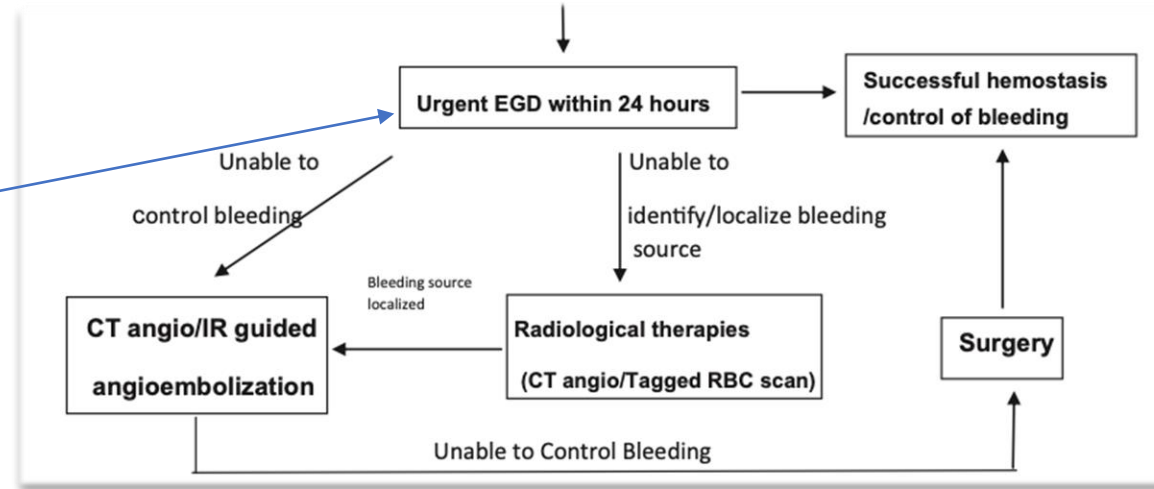 Urgent EGD within 24 hours
Successful hemostasis
/control of bleeding
Unable to
control bleeding
Unable to
identify/localize bleeding
source
Bleeding source
localized
CT angio/IR guided
angioembolization
Radiological therapies
(CT angio/Tagged RBC scan)
Surgery
Unable to Control Bleeding